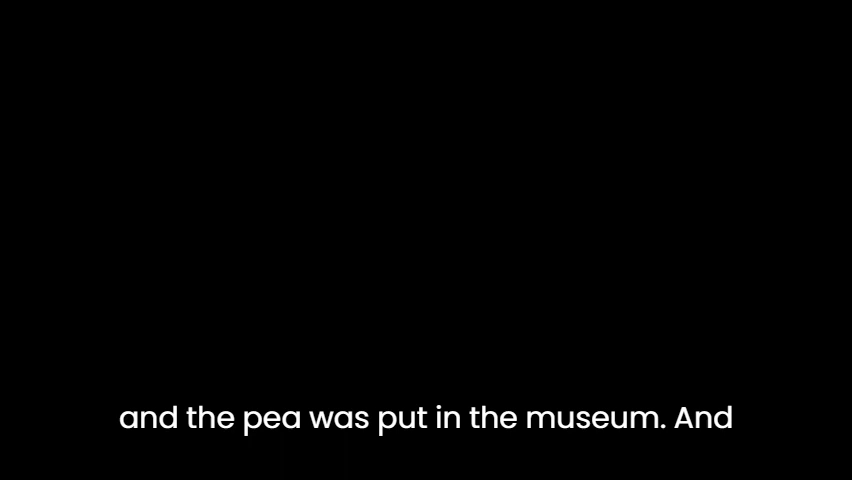 and the pea was put in the museum. And